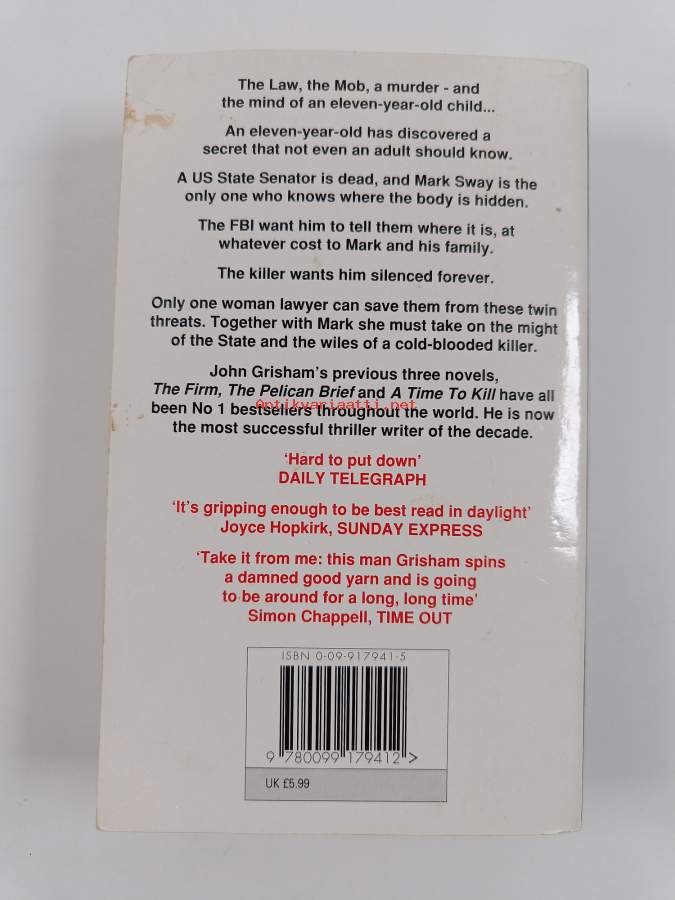 The Law, the Mob, a murder - and
the mind of an eleven-year-old child...
An eleven-year-old has discovered a
secret that not even an adult should know.
A US State Senator is dead, and Mark Sway is the
only one who knows where the body is hidden.
The FBI want him to tell them where it is, at
whatever cost to Mark and his family.
The killer wants him silenced forever.
Only one woman lawyer can save them from these twin
threats. Together with Mark she must take on the might
of the State and the wiles of a cold-blooded killer.
John Grisham's previous three novels,
The Firm, The Pelican Brief and A Time To Kill have all
Antikvariaatti.net
been No 1 bestsellers throughout the world. He is now
the most successful thriller writer of the decade.
'Hard to put down'
DAILY TELEGRAPH
'It's gripping enough to be best read in daylight'
Joyce Hopkirk, SUNDAY EXPRESS
'Take it from me: this man Grisham spins
a damned good yarn and is going
to be around for a long, long time'
Simon Chappell, TIME OUT
ISBN 0-09-917941-5
9 780099 179412 >
UK £5.99